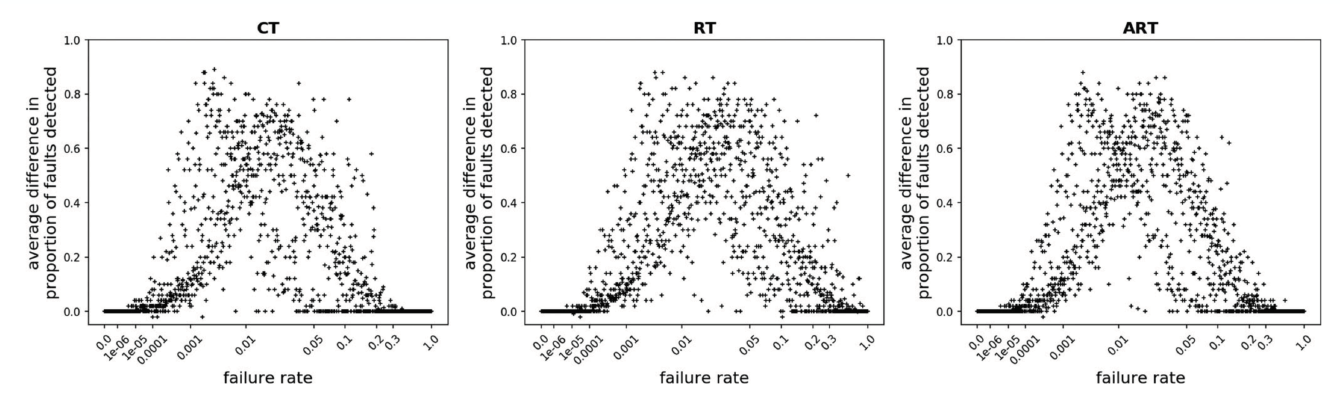 CT
average difference in
proportion of faults detected
1.0
0.8
0.6
0.4
0.2
0.0
0.0 1e-06 1e-05 0.0001 0.001 0.01 0.05 0.1 0.2 0.3 1.0
failure rate
RT
average difference in
proportion of faults detected
1.0
0.8
0.6
0.4
0.2
0.0
0.0 1e-06 1e-05 0.0001 0.001 0.01 0.05 0.1 0.2 0.3 1.0
failure rate
ART
average difference in
proportion of faults detected
1.0
0.8
0.6
0.4
0.2
0.0
0.0 1e-06 1e-05 0.0001 0.001 0.01 0.05 0.1 0.2 0.3 1.0
failure rate